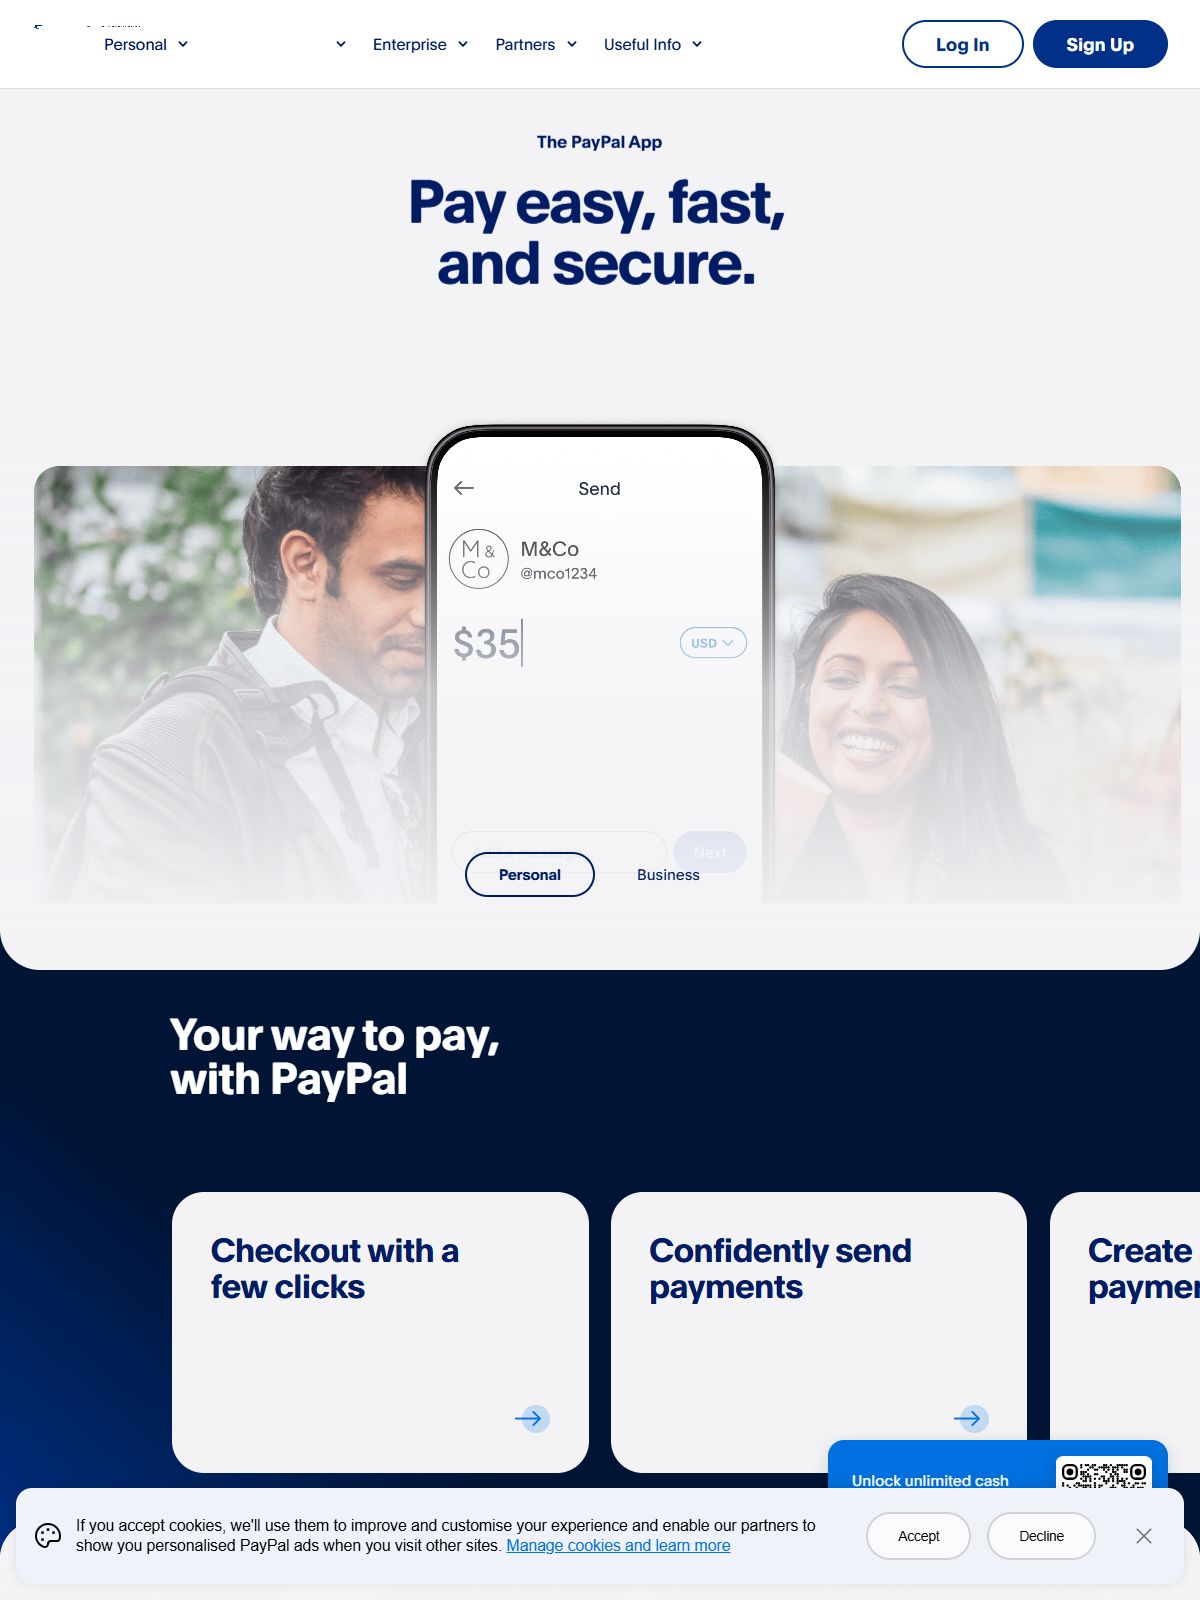 Personal
Enterprise
Partners
Useful Info
Log In
Sign Up
The PayPal App
Pay easy, fast,
and secure.
Send
M &
Co
M&Co
@mco1234
$35
USD
Next
Personal
Business
Your way to pay,
with PayPal
Checkout with a
few clicks
Confidently send
payments
Create
Unlock unlimited cash
If you accept cookies, we'll use them to improve and customise your experience and enable our partners to
show you personalised PayPal ads when you visit other sites. Manage cookies and learn more
Accept
Decline